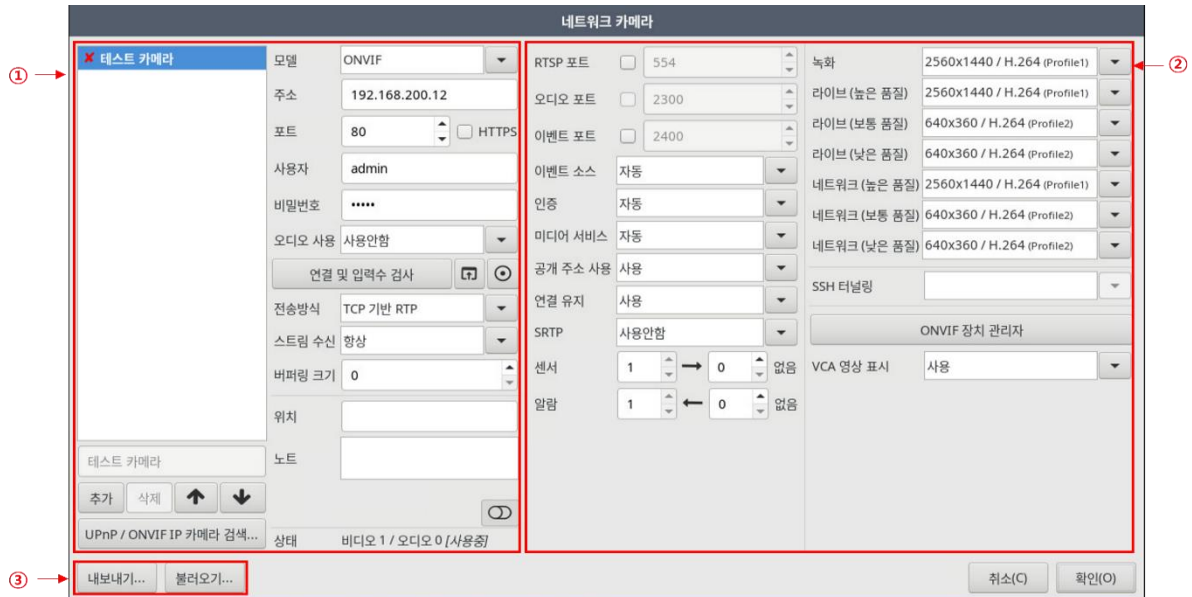 네트워크 카메라
①
✘ 테스트 카메라
테스트 카메라
추가 삭제
UPnP / ONVIF IP 카메라 검색...
모델 ONVIF
주소 192.168.200.12
포트 80 HTTPS
사용자 admin
비밀번호 •••••
오디오 사용 사용안함
연결 및 입력수 검사
전송방식 TCP 기반 RTP
스트림 수신 항상
버퍼링 크기 0
위치
노트
상태 비디오 1 / 오디오 0 [사용중]
RTSP 포트 554
오디오 포트 2300
이벤트 포트 2400
이벤트 소스 자동
인증 자동
미디어 서비스 자동
공개 주소 사용 사용
연결 유지 사용
SRTP 사용안함
센서 1 → 0 없음
알람 1 ← 0 없음
②
녹화 2560x1440 / H.264 (Profile1)
라이브 (높은 품질) 2560x1440 / H.264 (Profile1)
라이브 (보통 품질) 640x360 / H.264 (Profile2)
라이브 (낮은 품질) 640x360 / H.264 (Profile2)
네트워크 (높은 품질) 2560x1440 / H.264 (Profile1)
네트워크 (보통 품질) 640x360 / H.264 (Profile2)
네트워크 (낮은 품질) 640x360 / H.264 (Profile2)
SSH 터널링
ONVIF 장치 관리자
VCA 영상 표시 사용
③
내보내기... 불러오기...
취소(C) 확인(O)